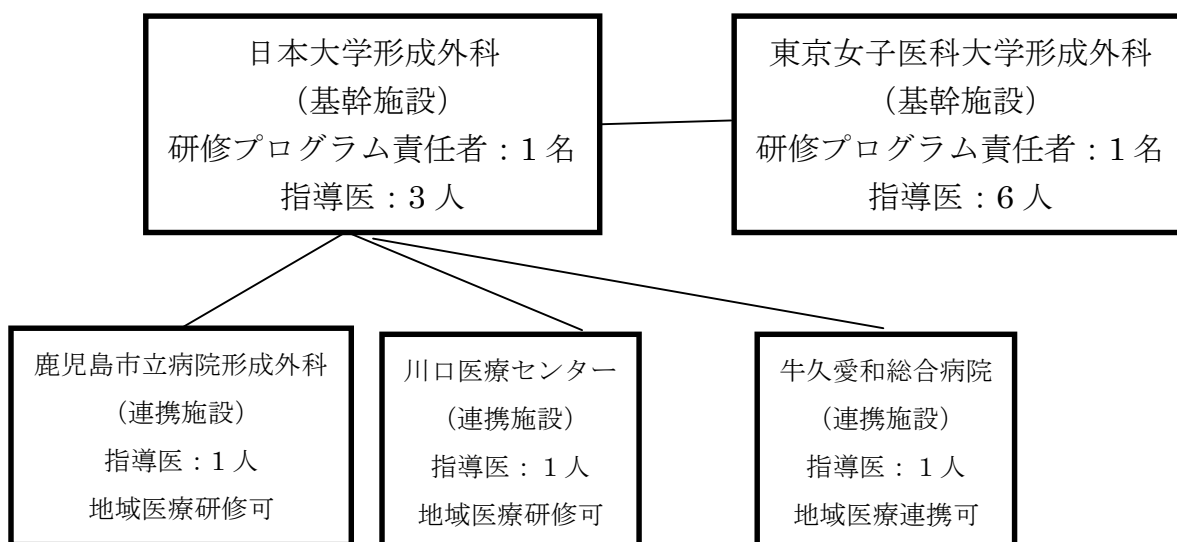 日本大学形成外科
（基幹施設）
研修プログラム責任者：1 名
指導医：3 人
東京女子医科大学形成外科
（基幹施設）
研修プログラム責任者：1 名
指導医：6 人
鹿児島市立病院形成外科
（連携施設）
指導医：1 人
地域医療研修可
川口医療センター
（連携施設）
指導医：１人
地域医療研修可
牛久愛和総合病院
（連携施設）
指導医：１人
地域医療連携可